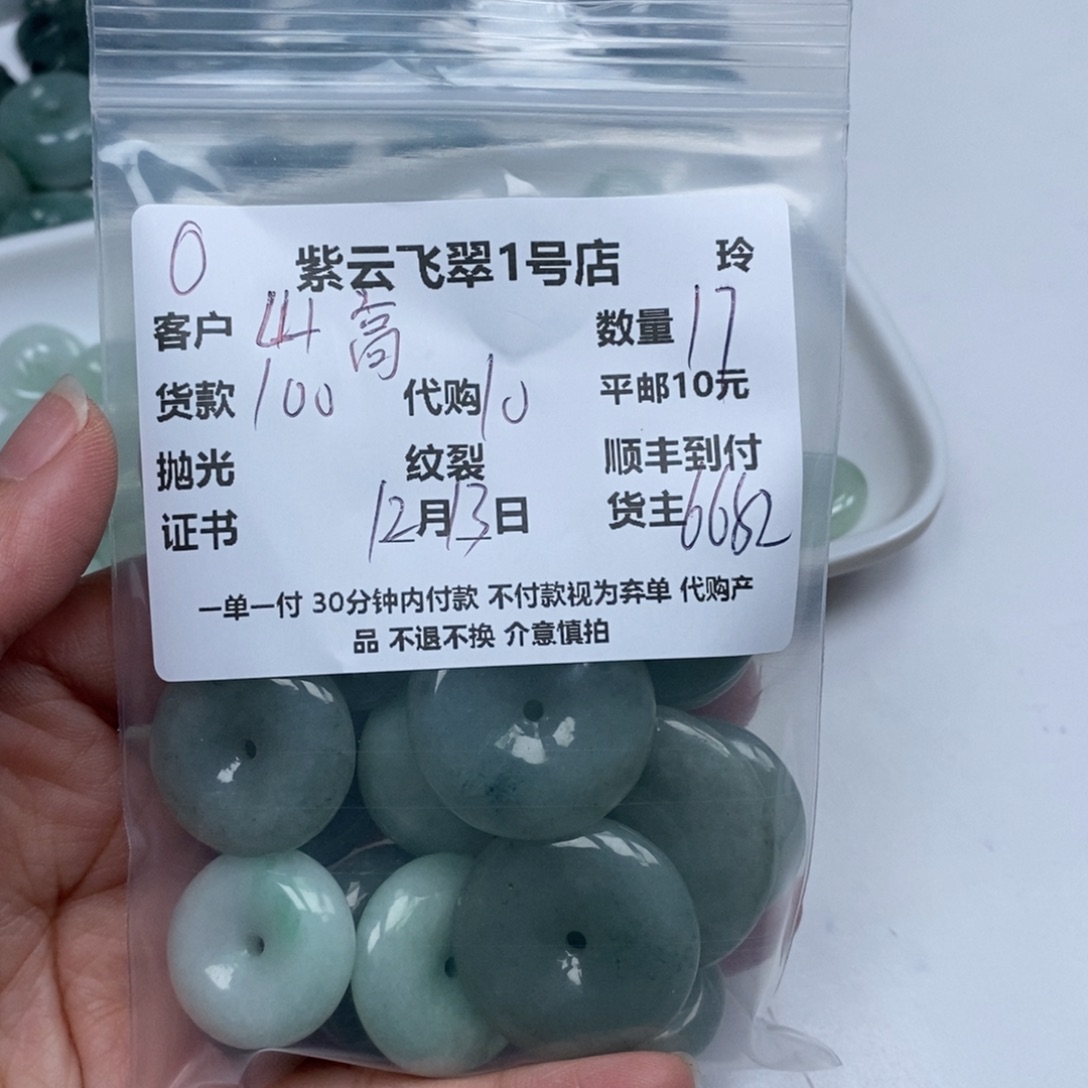 0 紫云飞翠1号店 玲
客户 44高 数量 17
货款 100 代购 10 平邮10元
抛光 纹裂 顺丰到付
证书 12月13日 货主 6682
一单一付 30分钟内付款 不付款视为弃单 代购产
品 不退不换 介意慎拍